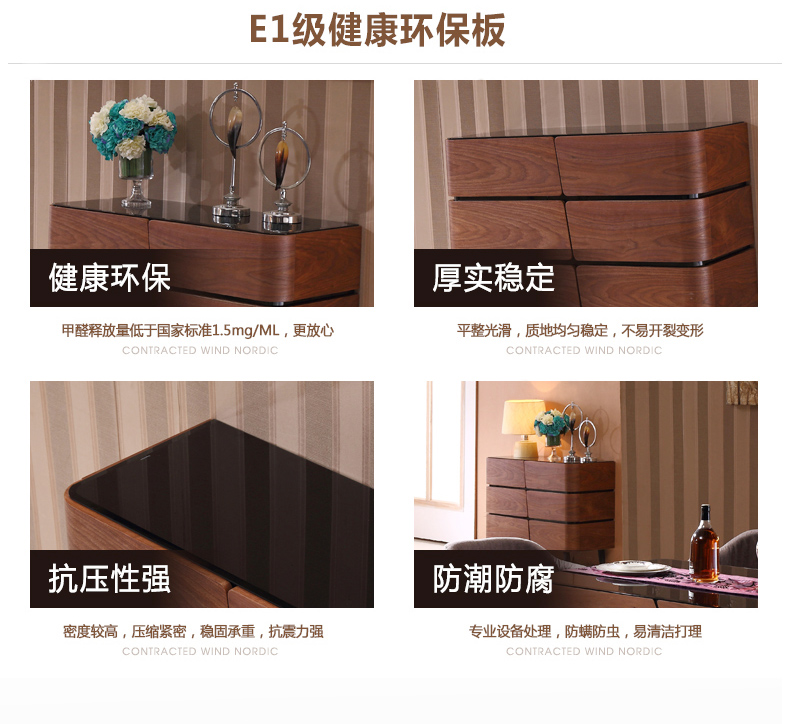 E1级健康环保板
健康环保
厚实稳定
甲醛释放量低于国家标准1.5mg/ML，更放心
平整光滑，质地均匀稳定，不易开裂变形
CONTRACTED WIND NORDIC
CONTRACTED WIND NORDIC
抗压性强
防潮防腐
密度较高，压缩紧密，稳固承重，抗震力强
专业设备处理，防螨防虫，易清洁打理
CONTRACTED WIND NORDIC
CONTRACTED WIND NORDIC